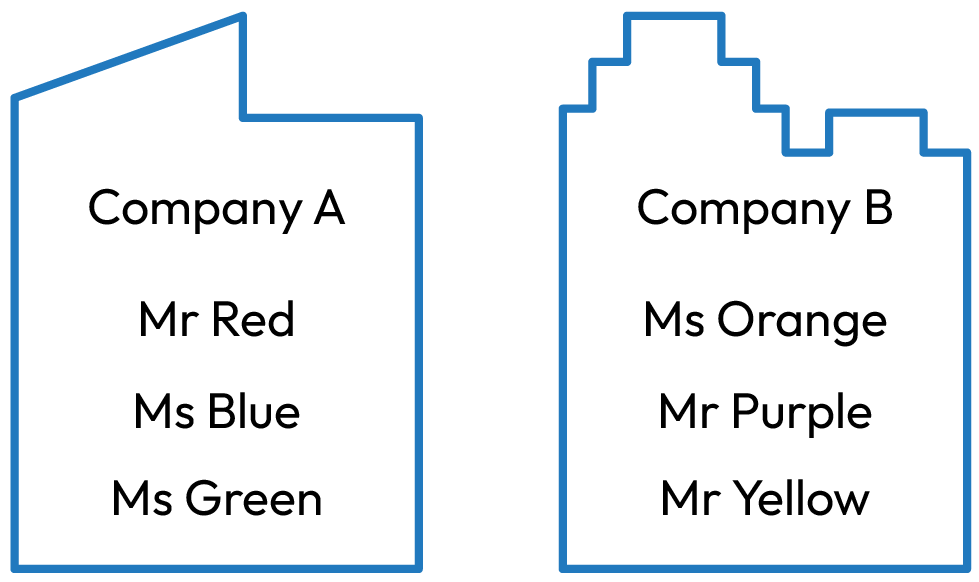 Company A
Mr Red
Ms Blue
Ms Green
Company B
Ms Orange
Mr Purple
Mr Yellow